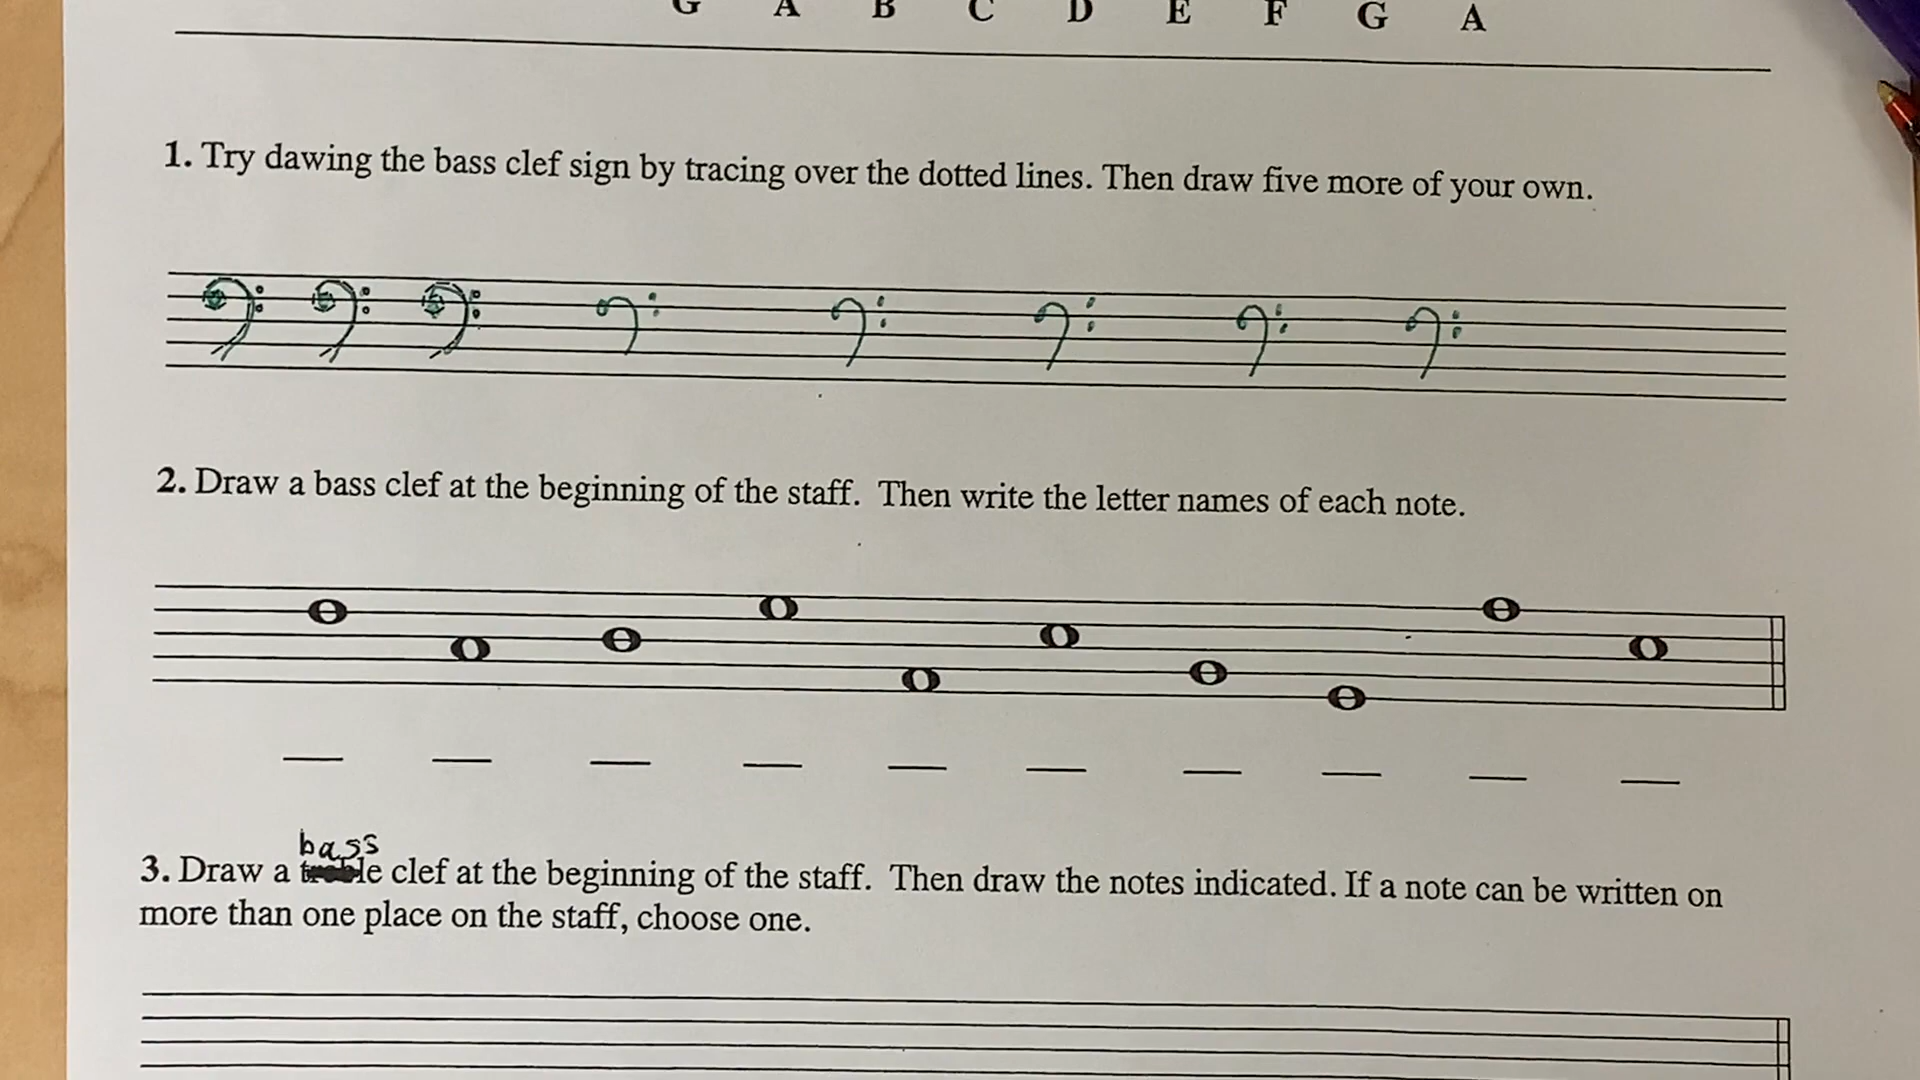 G A B C D E F G A
1. Try dawing the bass clef sign by tracing over the dotted lines. Then draw five more of your own.
2. Draw a bass clef at the beginning of the staff. Then write the letter names of each note.
bass
3. Draw a treble clef at the beginning of the staff. Then draw the notes indicated. If a note can be written on
more than one place on the staff, choose one.